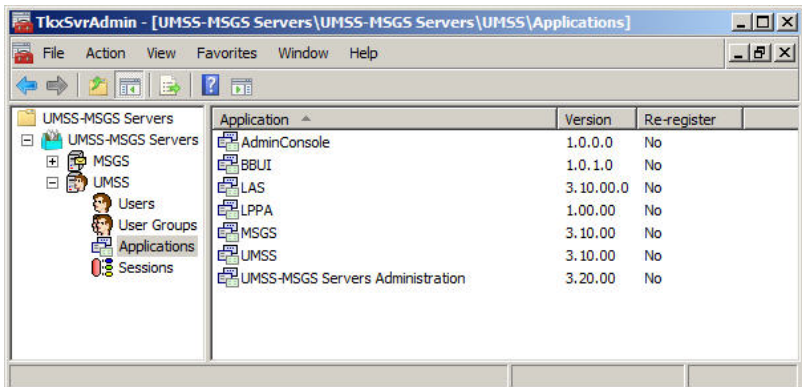 TkxSvrAdmin - [UMSS-MSGS Servers\UMSS-MSGS Servers\UMSS\Applications]
File Action View Favorites Window Help
UMSS-MSGS Servers
UMSS-MSGS Servers
MSGS
UMSS
Users
User Groups
Applications
Sessions
Application Version Re-register
AdminConsole 1.0.0.0 No
BBUI 1.0.1.0 No
LAS 3.10.00.0 No
LPPA 1.00.00 No
MSGS 3.10.00 No
UMSS 3.10.00 No
UMSS-MSGS Servers Administration 3.20.00 No